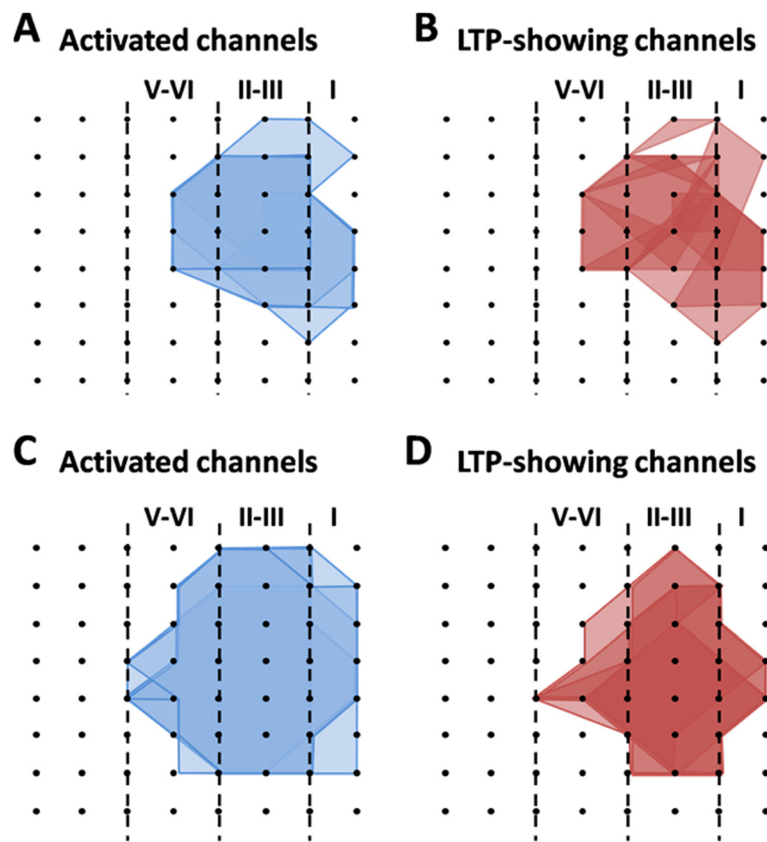 A Activated channels
V-VI II-III I
B LTP-showing channels
V-VI II-III I
C Activated channels
V-VI II-III I
D LTP-showing channels
V-VI II-III I